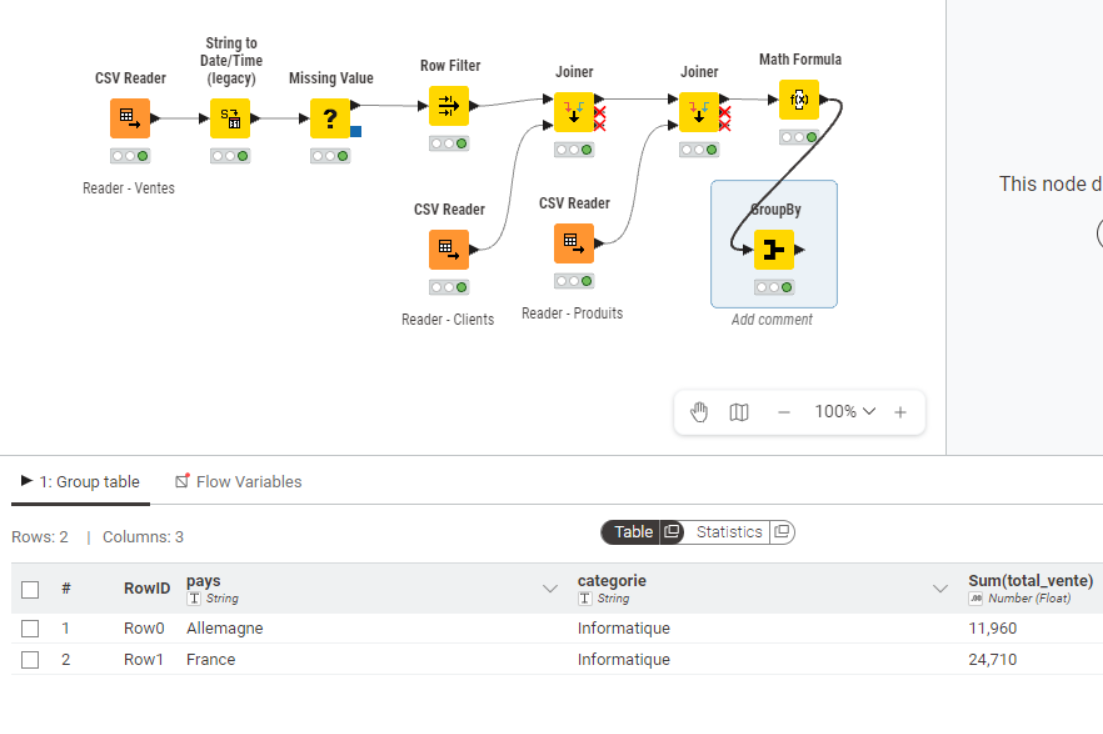 String to
Date/Time
(legacy)
CSV Reader
Missing Value
Row Filter
Joiner
Joiner
Math Formula
S
?
f(x)
Reader - Ventes
This node d
CSV Reader
CSV Reader
GroupBy
Reader - Clients
Reader - Produits
Add comment
100%
1: Group table
Flow Variables
Rows: 2 | Columns: 3
Table
Statistics
# RowID pays categorie Sum(total_vente)
T String T String .00 Number (Float)
1 Row0 Allemagne Informatique 11,960
2 Row1 France Informatique 24,710